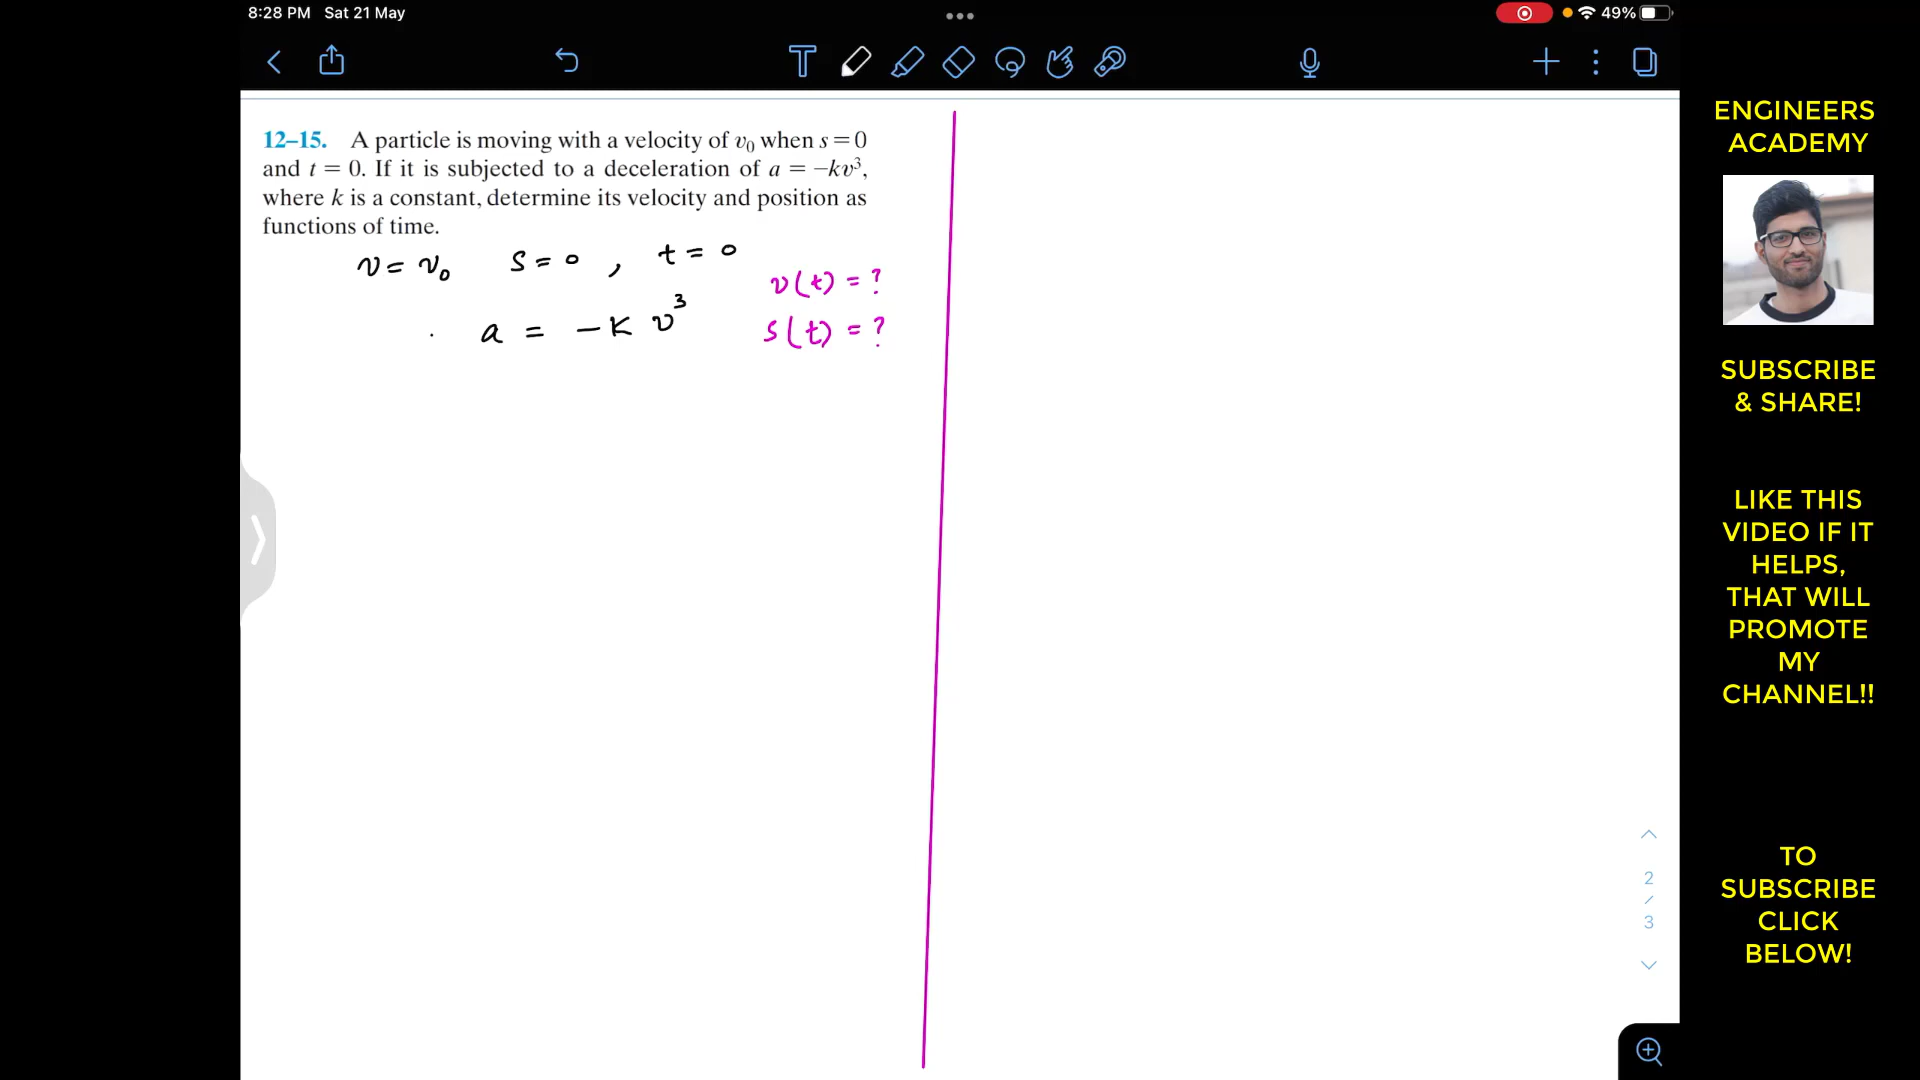 8:28 PM Sat 21 May
49%
12–15. A particle is moving with a velocity of v₀ when s = 0
and t = 0. If it is subjected to a deceleration of a = −kv³,
where k is a constant, determine its velocity and position as
functions of time.
v = v₀ s = 0 , t = 0
v(t) = ?
a = −k v³
s(t) = ?
2
/
3
ENGINEERS
ACADEMY
SUBSCRIBE
& SHARE!
LIKE THIS
VIDEO IF IT
HELPS,
THAT WILL
PROMOTE
MY
CHANNEL!!
TO
SUBSCRIBE
CLICK
BELOW!